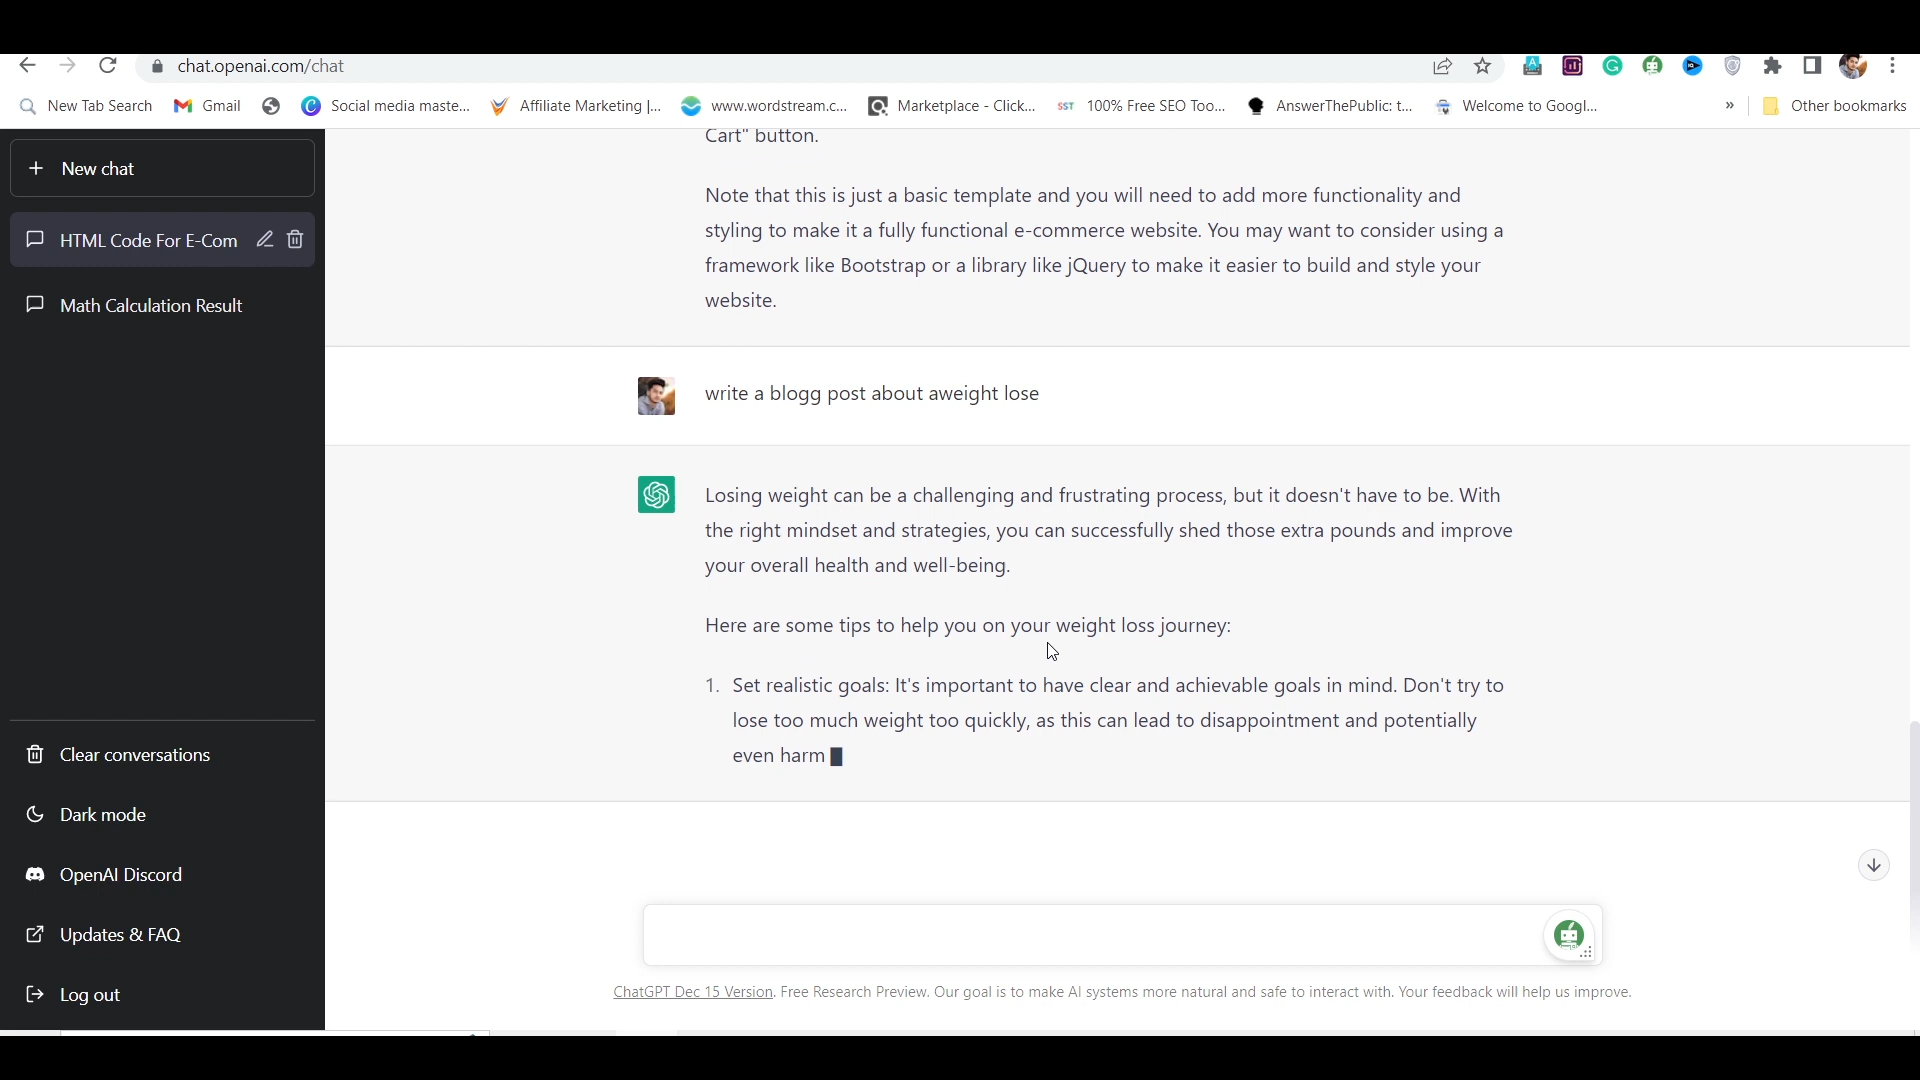 chat.openai.com/chat
New Tab Search Gmail Social media maste... Affiliate Marketing |... www.wordstream.c... Marketplace - Click... SST 100% Free SEO Too... AnswerThePublic: t... Welcome to Googl... » Other bookmarks
Cart" button.
+ New chat
HTML Code For E-Com
Math Calculation Result
Note that this is just a basic template and you will need to add more functionality and
styling to make it a fully functional e-commerce website. You may want to consider using a
framework like Bootstrap or a library like jQuery to make it easier to build and style your
website.
write a blogg post about aweight lose
Losing weight can be a challenging and frustrating process, but it doesn't have to be. With
the right mindset and strategies, you can successfully shed those extra pounds and improve
your overall health and well-being.
Here are some tips to help you on your weight loss journey:
1. Set realistic goals: It's important to have clear and achievable goals in mind. Don't try to
lose too much weight too quickly, as this can lead to disappointment and potentially
even harm
Clear conversations
Dark mode
OpenAI Discord
Updates & FAQ
Log out
ChatGPT Dec 15 Version. Free Research Preview. Our goal is to make AI systems more natural and safe to interact with. Your feedback will help us improve.